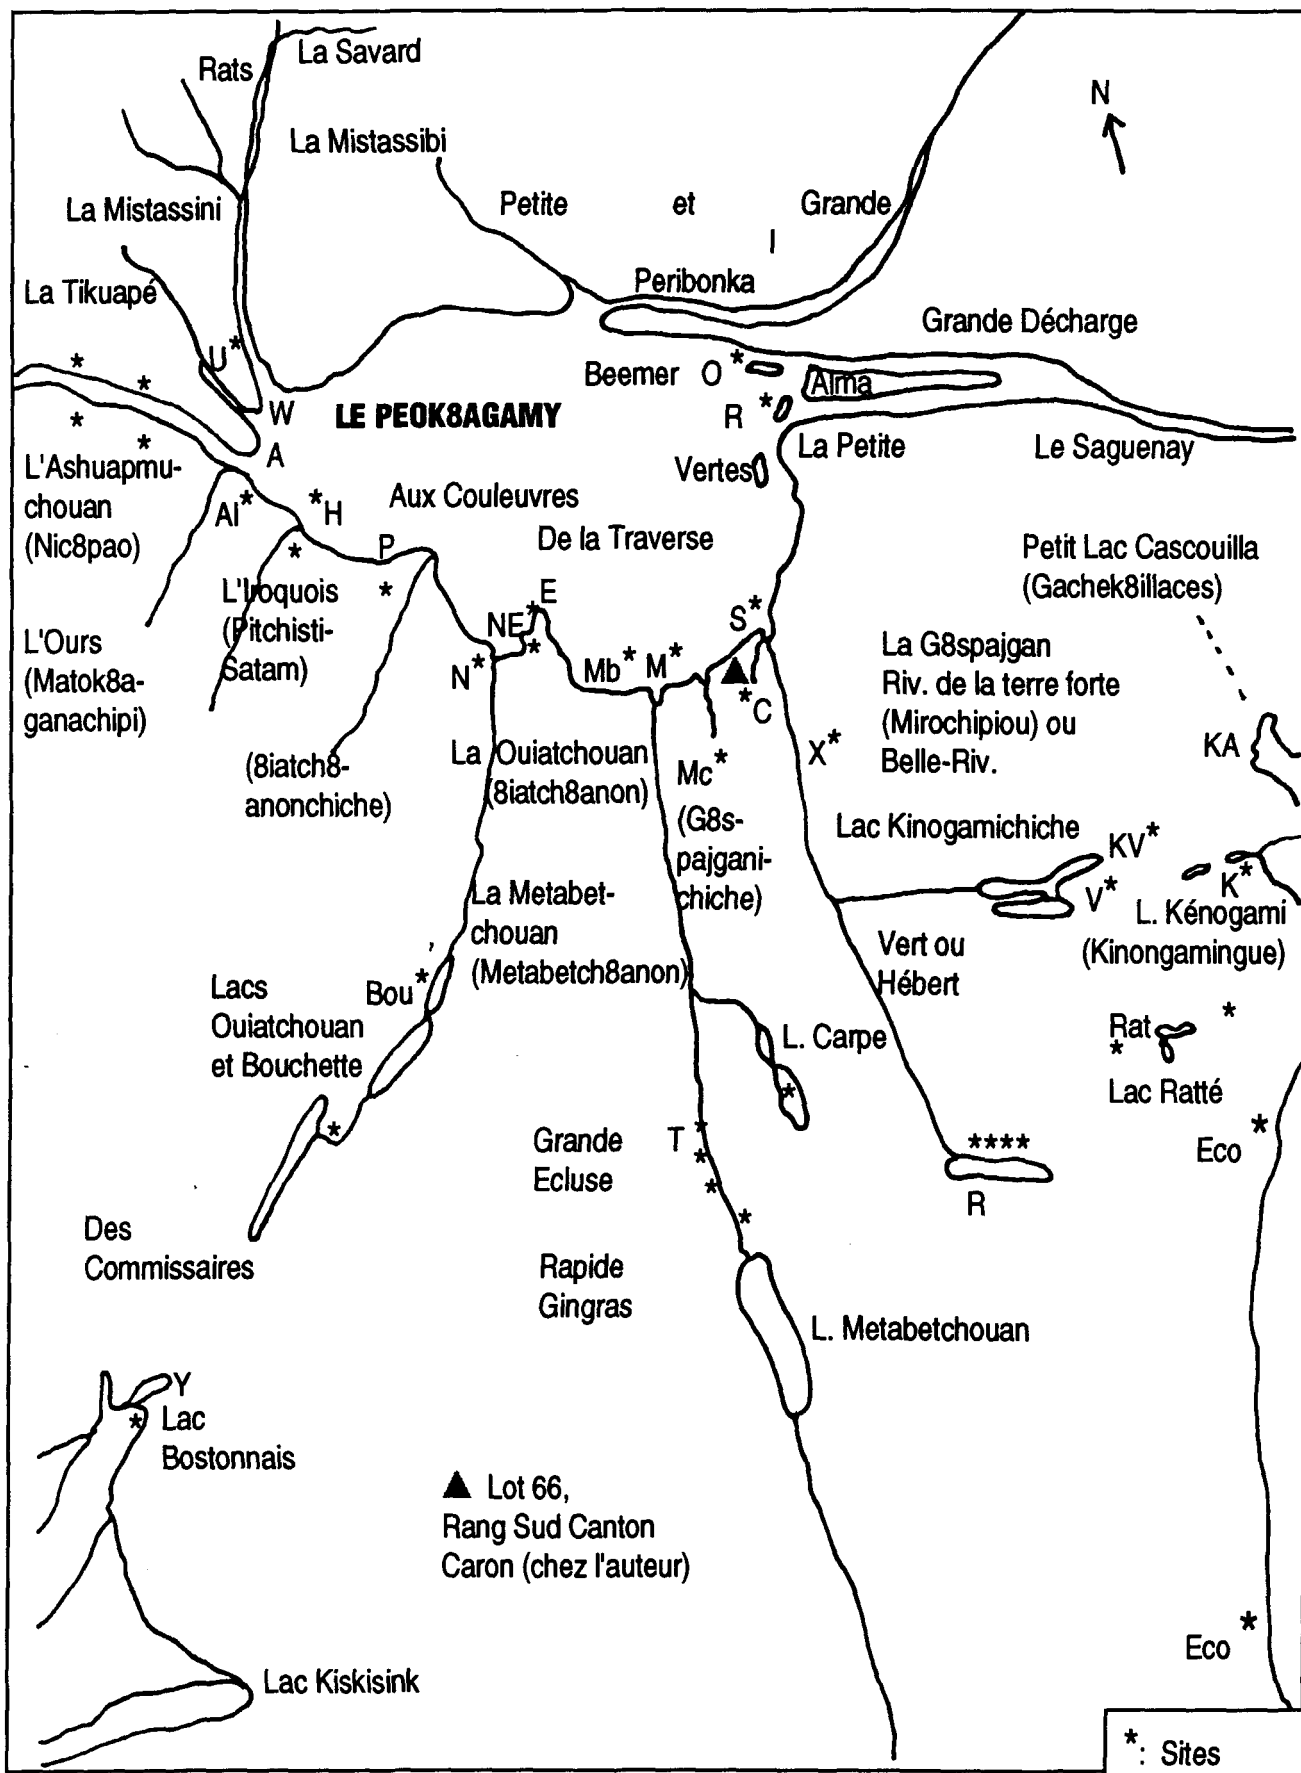 La Savard
Rats
N
La Mistassibi
La Mistassini
Petite et Grande
I
Peribonka
La Tikuapé
Grande Décharge
U*
Beemer O*
Alma
W
LE PEOK8AGAMY
R*
A
La Petite
Le Saguenay
Vertes
L'Ashuapmu-
chouan
(Nic8pao)
Al*
*H
Aux Couleuvres
P
De la Traverse
Petit Lac Cascouilla
(Gachek8illaces)
L'Iroquois
(Pitchisti-
Satam)
L'Ours
(Matok8a-
ganachipi)
E
NE*
N*
Mb*
M*
S*
*C
X*
La G8spajgan
Riv. de la terre forte
(Mirochipiou) ou
Belle-Riv.
KA
(8iatch8-
anonchiche)
La Ouiatchouan
(8iatch8anon)
Mc*
(G8s-
pajgani-
chiche)
Lac Kinogamichiche
KV*
V*
K*
L. Kénogami
(Kinongamingue)
La Metabet-
chouan
(Metabetch8anon)
Vert ou
Hébert
Bou*
Lacs
Ouiatchouan
et Bouchette
L. Carpe
Rat
*
Lac Ratté
Grande
Ecluse
T
****
R
Eco
*
Des
Commissaires
Rapide
Gingras
L. Metabetchouan
Y
Lac
Bostonnais
▲ Lot 66,
Rang Sud Canton
Caron (chez l'auteur)
Eco
*
Lac Kiskisink
*: Sites